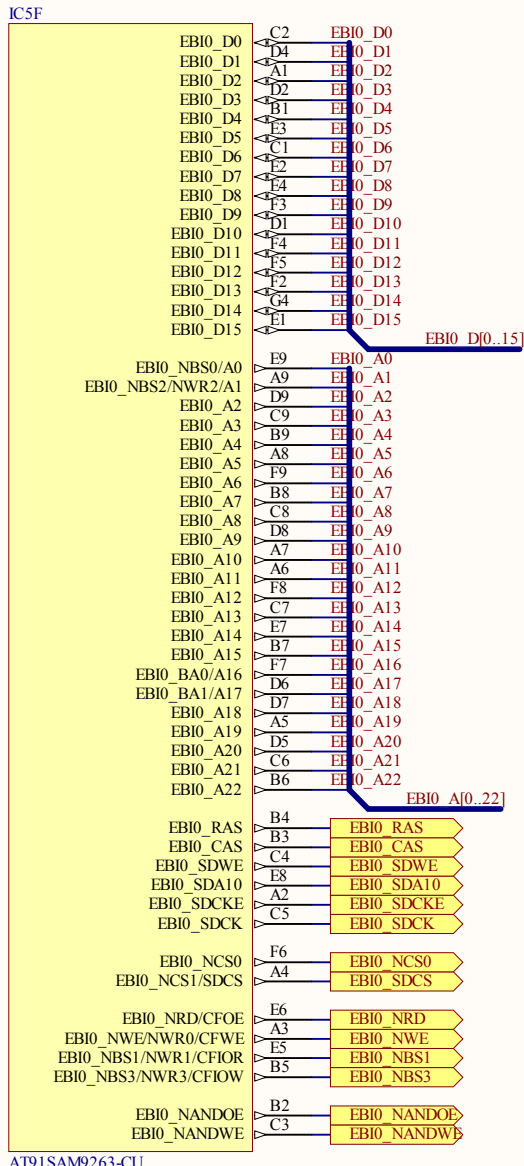 IC5F
EBI0_D0 C2 EBI0_D0
EBI0_D1 D4 EBI0_D1
EBI0_D2 A1 EBI0_D2
EBI0_D3 D2 EBI0_D3
EBI0_D4 B1 EBI0_D4
EBI0_D5 E3 EBI0_D5
EBI0_D6 C1 EBI0_D6
EBI0_D7 E2 EBI0_D7
EBI0_D8 E4 EBI0_D8
EBI0_D9 F3 EBI0_D9
EBI0_D10 D1 EBI0_D10
EBI0_D11 F4 EBI0_D11
EBI0_D12 F5 EBI0_D12
EBI0_D13 F2 EBI0_D13
EBI0_D14 G4 EBI0_D14
EBI0_D15 E1 EBI0_D15
EBI0_D[0..15]
EBI0_NBS0/A0 E9 EBI0_A0
EBI0_NBS2/NWR2/A1 A9 EBI0_A1
EBI0_A2 D9 EBI0_A2
EBI0_A3 C9 EBI0_A3
EBI0_A4 B9 EBI0_A4
EBI0_A5 A8 EBI0_A5
EBI0_A6 F9 EBI0_A6
EBI0_A7 B8 EBI0_A7
EBI0_A8 C8 EBI0_A8
EBI0_A9 D8 EBI0_A9
EBI0_A10 A7 EBI0_A10
EBI0_A11 A6 EBI0_A11
EBI0_A12 F8 EBI0_A12
EBI0_A13 C7 EBI0_A13
EBI0_A14 E7 EBI0_A14
EBI0_A15 B7 EBI0_A15
EBI0_BA0/A16 F7 EBI0_A16
EBI0_BA1/A17 D6 EBI0_A17
EBI0_A18 D7 EBI0_A18
EBI0_A19 A5 EBI0_A19
EBI0_A20 D5 EBI0_A20
EBI0_A21 C6 EBI0_A21
EBI0_A22 B6 EBI0_A22
EBI0_A[0..22]
EBI0_RAS B4 EBI0_RAS
EBI0_CAS B3 EBI0_CAS
EBI0_SDWE C4 EBI0_SDWE
EBI0_SDA10 E8 EBI0_SDA10
EBI0_SDCKE A2 EBI0_SDCKE
EBI0_SDCK C5 EBI0_SDCK
EBI0_NCS0 F6 EBI0_NCS0
EBI0_NCS1/SDCS A4 EBI0_SDCS
EBI0_NRD/CFOE E6 EBI0_NRD
EBI0_NWE/NWR0/CFWE A3 EBI0_NWE
EBI0_NBS1/NWR1/CFIOR E5 EBI0_NBS1
EBI0_NBS3/NWR3/CFIOW B5 EBI0_NBS3
EBI0_NANDOE B2 EBI0_NANDOE
EBI0_NANDWE C3 EBI0_NANDWE
AT91SAM9263-CU